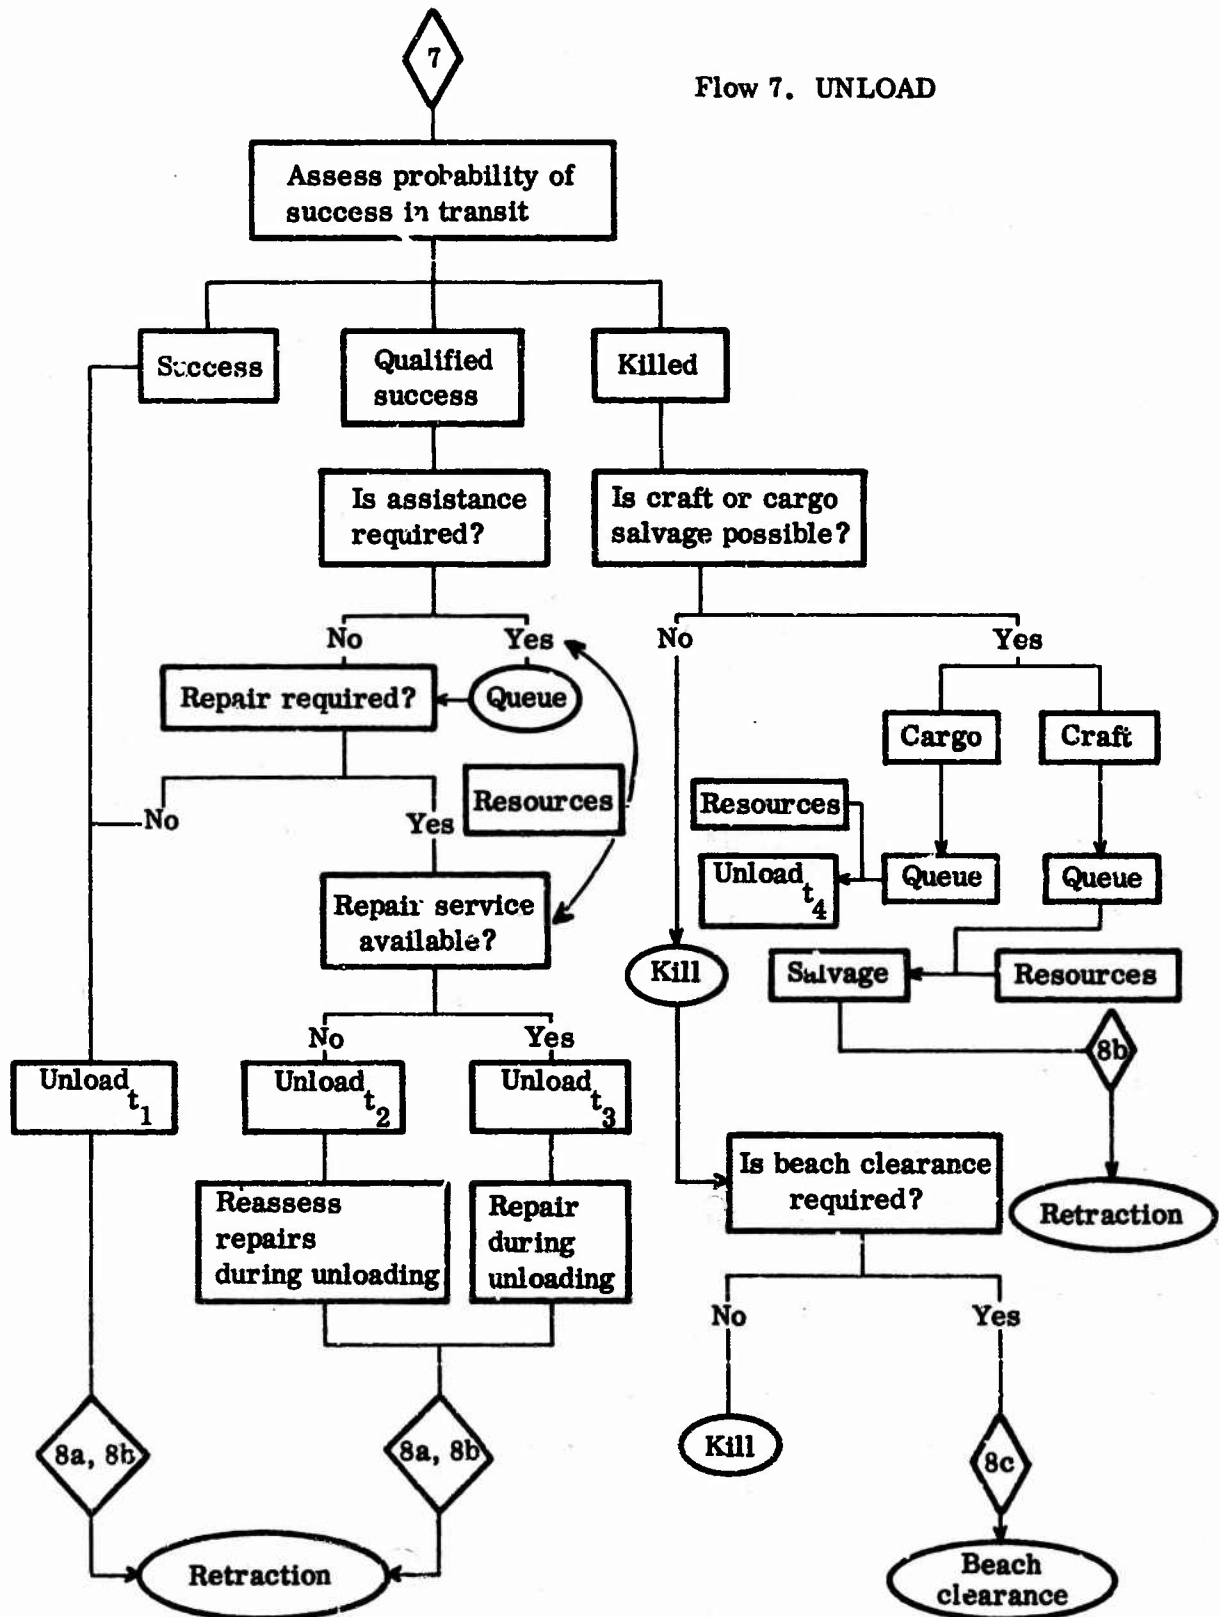 7
Flow 7. UNLOAD
Assess probability of
success in transit
Success
Qualified
success
Killed
Is assistance
required?
Is craft or cargo
salvage possible?
No
Yes
No
Yes
Repair required?
Queue
Cargo
Craft
Resources
Resources
No
Yes
Unload t4
Queue
Queue
Repair service
available?
Kill
Salvage
Resources
No
Yes
8b
Unload t1
Unload t2
Unload t3
Is beach clearance
required?
Retraction
Reassess
repairs
during unloading
Repair
during
unloading
No
Yes
8a, 8b
8a, 8b
Kill
8c
Retraction
Beach
clearance